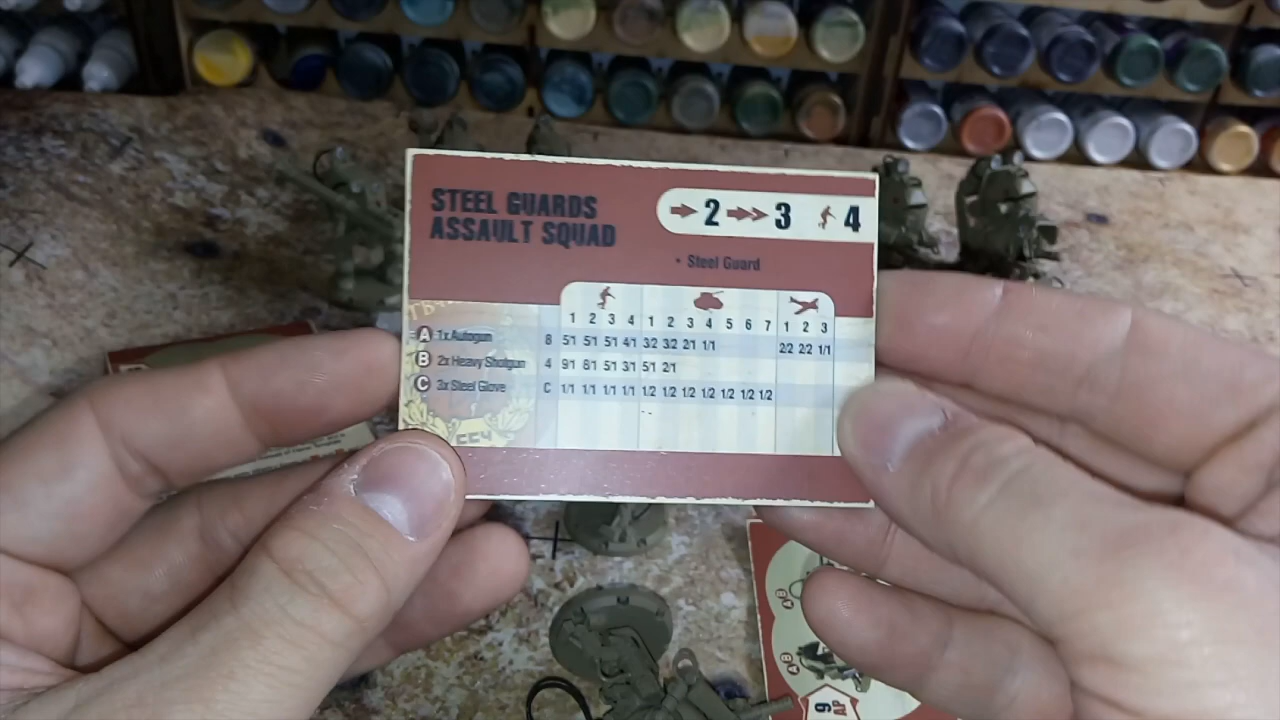 STEEL GUARDS
ASSAULT SQUAD
2 3 4
• Steel Guard
1 2 3 4 1 2 3 4 5 6 7 1 2 3
A 1x Autogun 8 5/1 5/1 5/1 4/1 3/2 3/2 2/1 1/1 2/2 2/2 1/1
B 2x Heavy Shotgun 4 9/1 8/1 5/1 3/1 5/1 2/1
C 3x Steel Glove C 1/1 1/1 1/1 1/1 1/2 1/2 1/2 1/2 1/2 1/2 1/2
9
AP